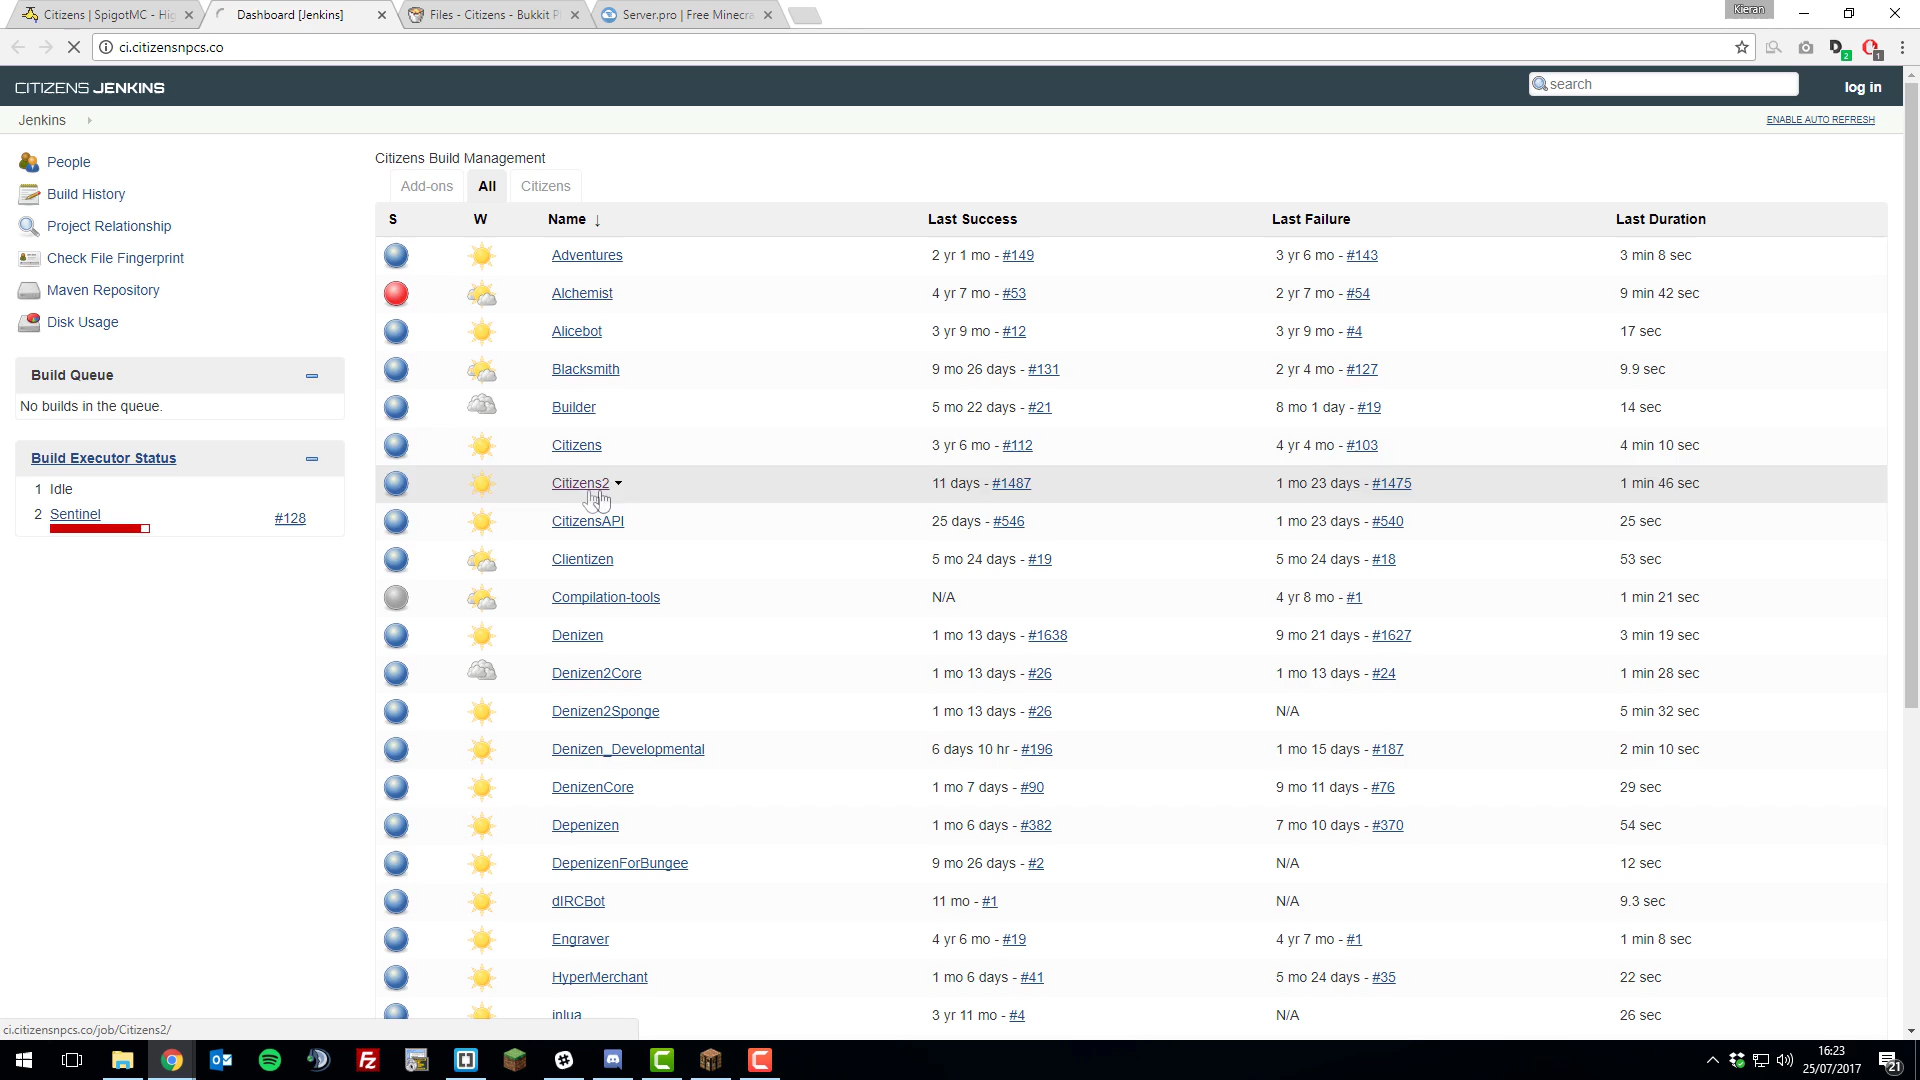 Citizens | SpigotMC - Hig
Dashboard [Jenkins]
Files - Citizens - Bukkit P
Server.pro | Free Minecra
Kieran
ci.citizensnpcs.co
2
1
CITIZENS JENKINS
search
log in
Jenkins
ENABLE AUTO REFRESH
People
Build History
Project Relationship
Check File Fingerprint
Maven Repository
Disk Usage
Build Queue
No builds in the queue.
Build Executor Status
1 Idle
2 Sentinel #128
Citizens Build Management
Add-ons All Citizens
S W Name ↓ Last Success Last Failure Last Duration
Adventures 2 yr 1 mo - #149 3 yr 6 mo - #143 3 min 8 sec
Alchemist 4 yr 7 mo - #53 2 yr 7 mo - #54 9 min 42 sec
Alicebot 3 yr 9 mo - #12 3 yr 9 mo - #4 17 sec
Blacksmith 9 mo 26 days - #131 2 yr 4 mo - #127 9.9 sec
Builder 5 mo 22 days - #21 8 mo 1 day - #19 14 sec
Citizens 3 yr 6 mo - #112 4 yr 4 mo - #103 4 min 10 sec
Citizens2 11 days - #1487 1 mo 23 days - #1475 1 min 46 sec
CitizensAPI 25 days - #546 1 mo 23 days - #540 25 sec
Clientizen 5 mo 24 days - #19 5 mo 24 days - #18 53 sec
Compilation-tools N/A 4 yr 8 mo - #1 1 min 21 sec
Denizen 1 mo 13 days - #1638 9 mo 21 days - #1627 3 min 19 sec
Denizen2Core 1 mo 13 days - #26 1 mo 13 days - #24 1 min 28 sec
Denizen2Sponge 1 mo 13 days - #26 N/A 5 min 32 sec
Denizen_Developmental 6 days 10 hr - #196 1 mo 15 days - #187 2 min 10 sec
DenizenCore 1 mo 7 days - #90 9 mo 11 days - #76 29 sec
Depenizen 1 mo 6 days - #382 7 mo 10 days - #370 54 sec
DepenizenForBungee 9 mo 26 days - #2 N/A 12 sec
dIRCBot 11 mo - #1 N/A 9.3 sec
Engraver 4 yr 6 mo - #19 4 yr 7 mo - #1 1 min 8 sec
HyperMerchant 1 mo 6 days - #41 5 mo 24 days - #35 22 sec
inlua 3 yr 11 mo - #4 N/A 26 sec
ci.citizensnpcs.co/job/Citizens2/
16:23
25/07/2017
21